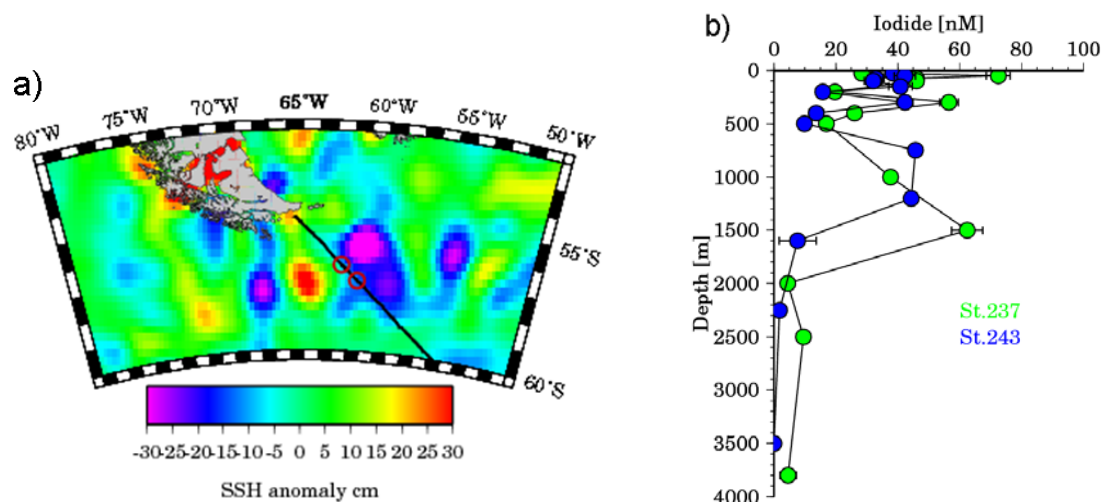 a)
80°W 75°W 70°W 65°W 60°W 55°W 50°W
55°S
60°S
-30 -25 -20 -15 -10 -5 0 5 10 15 20 25 30
SSH anomaly cm
b)
Iodide [nM]
0 20 40 60 80 100
Depth [m]
0
500
1000
1500
2000
2500
3000
3500
4000
St.237
St.243